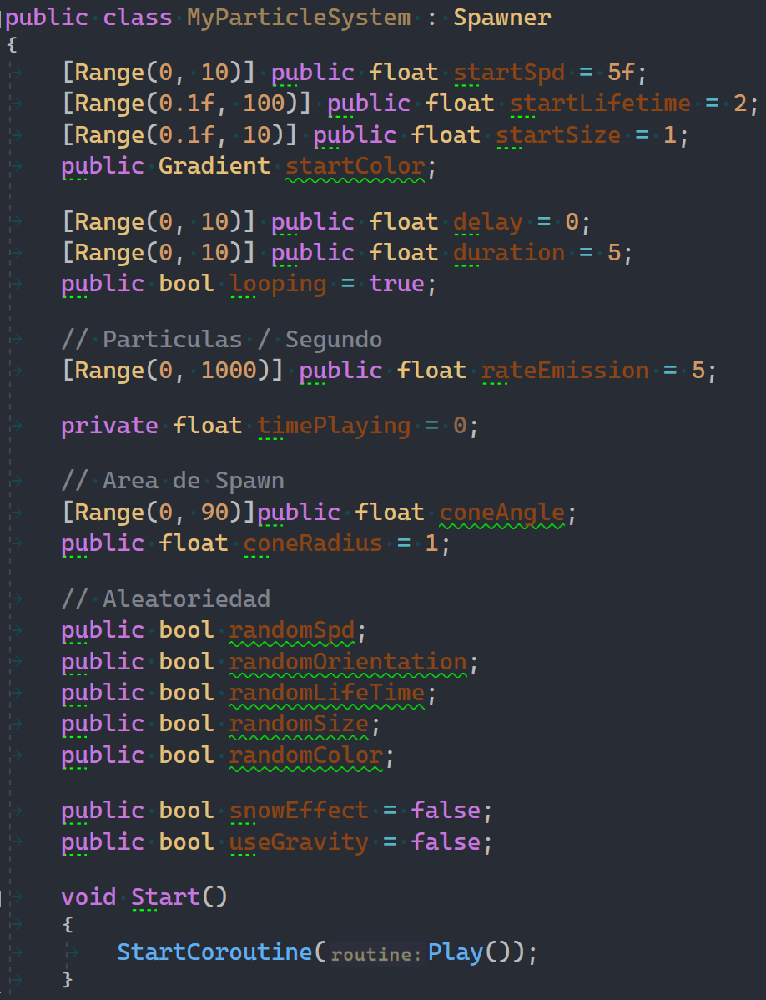 public class MyParticleSystem : Spawner
{
[Range(0, 10)] public float startSpd = 5f;
[Range(0.1f, 100)] public float startLifetime = 2;
[Range(0.1f, 10)] public float startSize = 1;
public Gradient startColor;
[Range(0, 10)] public float delay = 0;
[Range(0, 10)] public float duration = 5;
public bool looping = true;
// Particulas / Segundo
[Range(0, 1000)] public float rateEmission = 5;
private float timePlaying = 0;
// Area de Spawn
[Range(0, 90)]public float coneAngle;
public float coneRadius = 1;
// Aleatoriedad
public bool randomSpd;
public bool randomOrientation;
public bool randomLifeTime;
public bool randomSize;
public bool randomColor;
public bool snowEffect = false;
public bool useGravity = false;
void Start()
{
StartCoroutine(routine:Play());
}